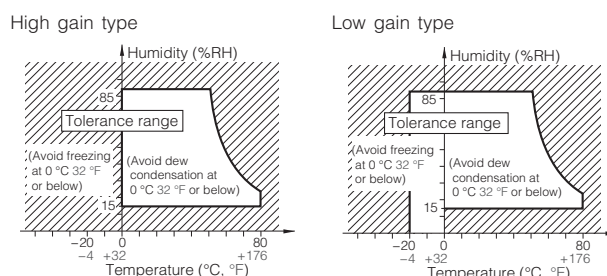 High gain type
Humidity (%RH)
85
Tolerance range
(Avoid freezing
at 0 °C 32 °F
or below)
(Avoid dew
condensation at
0 °C 32 °F or below)
15
−20 0 80
−4 +32 +176
Temperature (°C, °F)
Low gain type
Humidity (%RH)
85
Tolerance range
(Avoid freezing
at 0 °C 32 °F
or below)
(Avoid dew
condensation at
0 °C 32 °F or below)
15
−20 0 80
−4 +32 +176
Temperature (°C, °F)